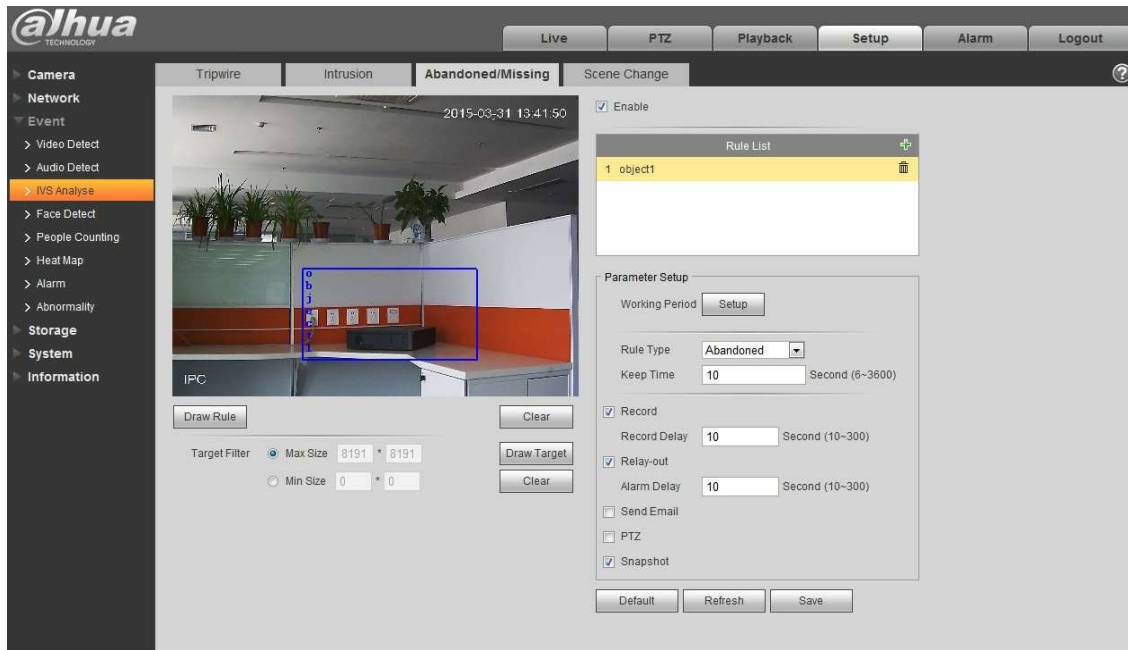 alhua
TECHNOLOGY
Live
PTZ
Playback
Setup
Alarm
Logout
Camera
Network
Event
Video Detect
Audio Detect
IVS Analyse
Face Detect
People Counting
Heat Map
Alarm
Abnormality
Storage
System
Information
Tripwire
Intrusion
Abandoned/Missing
Scene Change
?
2015-03-31 13:41:50
object1
IPC
Draw Rule
Clear
Target Filter
Max Size 8191 * 8191
Draw Target
Min Size 0 * 0
Clear
Enable
Rule List
1 object1
Parameter Setup
Working Period Setup
Rule Type Abandoned
Keep Time 10 Second (6~3600)
Record
Record Delay 10 Second (10~300)
Relay-out
Alarm Delay 10 Second (10~300)
Send Email
PTZ
Snapshot
Default
Refresh
Save